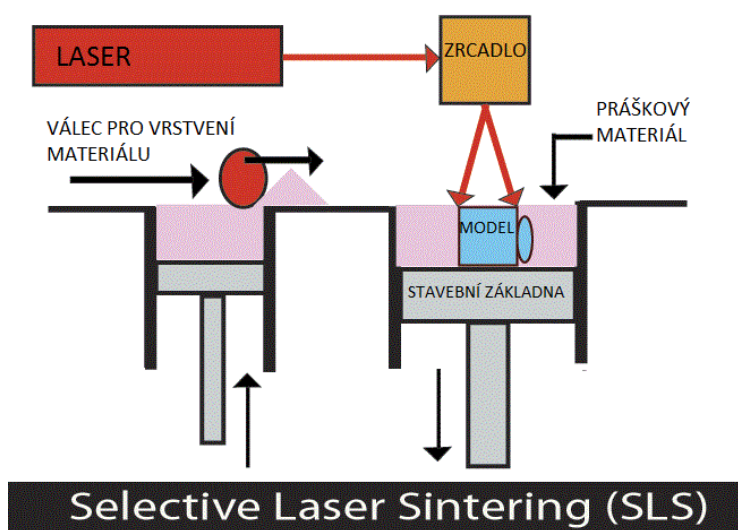 LASER
ZRCADLO
VÁLEC PRO VRSTVENÍ
MATERIÁLU
PRÁŠKOVÝ
MATERIÁL
MODEL
STAVEBNÍ ZÁKLADNA
Selective Laser Sintering (SLS)